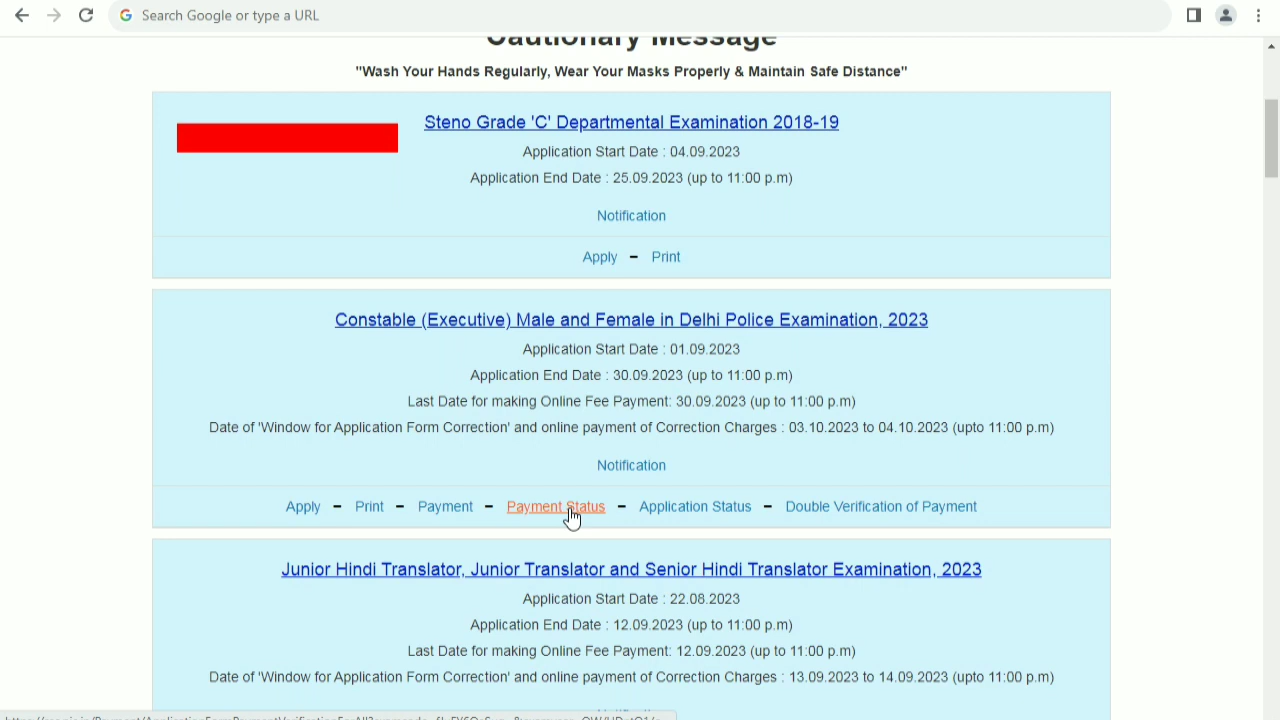 Search Google or type a URL
Cautionary Message
"Wash Your Hands Regularly, Wear Your Masks Properly & Maintain Safe Distance"
Steno Grade 'C' Departmental Examination 2018-19
Application Start Date : 04.09.2023
Application End Date : 25.09.2023 (up to 11:00 p.m)
Notification
Apply - Print
Constable (Executive) Male and Female in Delhi Police Examination, 2023
Application Start Date : 01.09.2023
Application End Date : 30.09.2023 (up to 11:00 p.m)
Last Date for making Online Fee Payment: 30.09.2023 (up to 11:00 p.m)
Date of 'Window for Application Form Correction' and online payment of Correction Charges : 03.10.2023 to 04.10.2023 (upto 11:00 p.m)
Notification
Apply - Print - Payment - Payment Status - Application Status - Double Verification of Payment
Junior Hindi Translator, Junior Translator and Senior Hindi Translator Examination, 2023
Application Start Date : 22.08.2023
Application End Date : 12.09.2023 (up to 11:00 p.m)
Last Date for making Online Fee Payment: 12.09.2023 (up to 11:00 p.m)
Date of 'Window for Application Form Correction' and online payment of Correction Charges : 13.09.2023 to 14.09.2023 (upto 11:00 p.m)